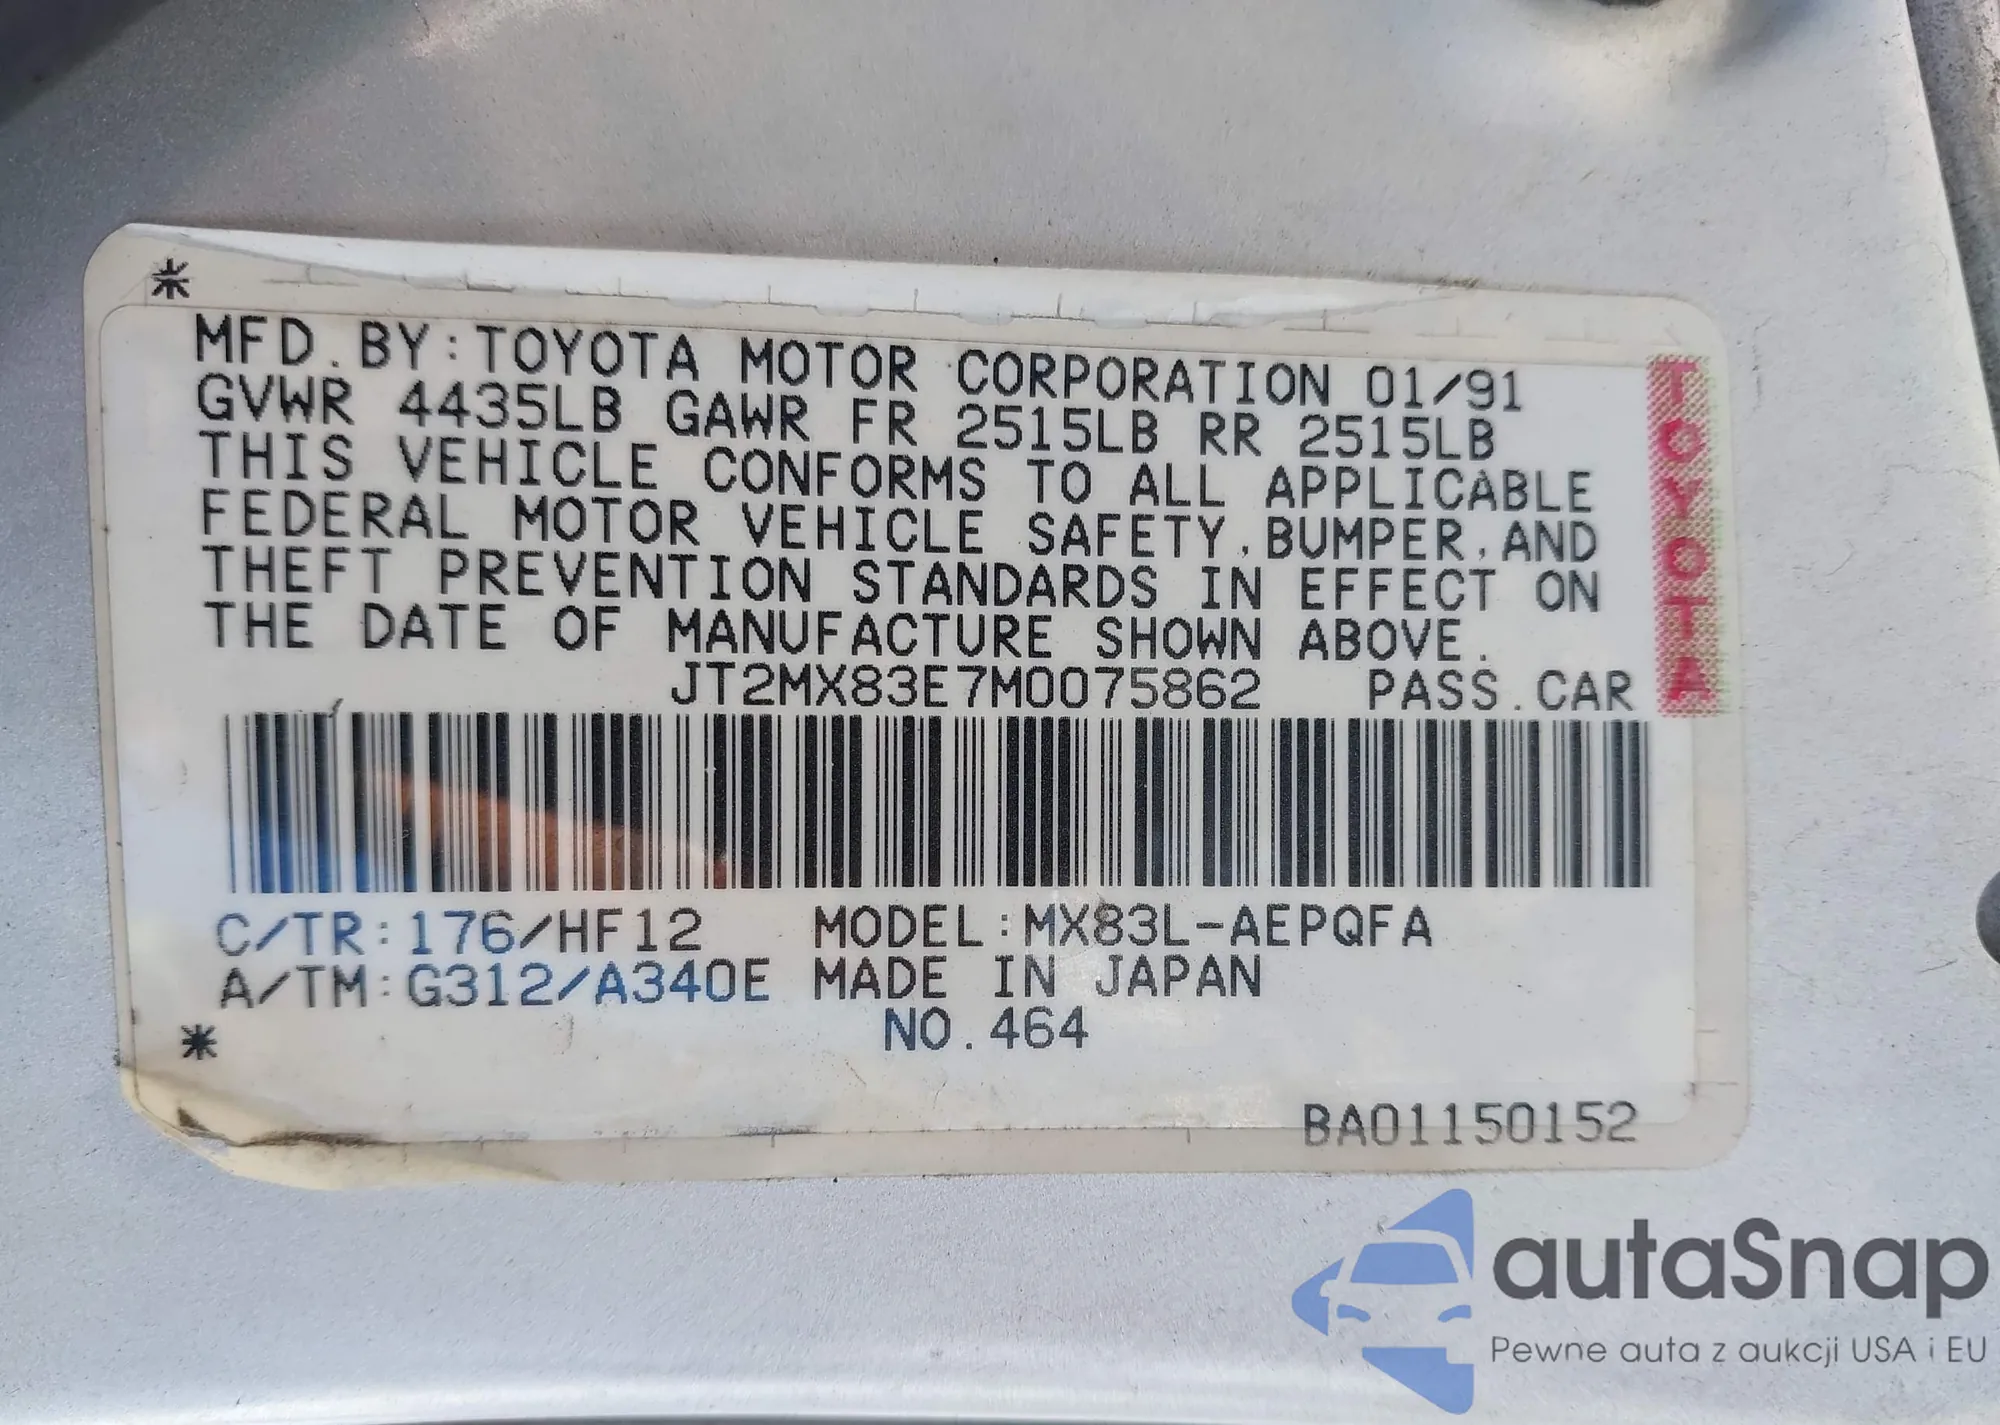 MFD.BY:TOYOTA MOTOR CORPORATION 01/91
GVWR 4435LB GAWR FR 2515LB RR 2515LB
THIS VEHICLE CONFORMS TO ALL APPLICABLE
FEDERAL MOTOR VEHICLE SAFETY,BUMPER,AND
THEFT PREVENTION STANDARDS IN EFFECT ON
THE DATE OF MANUFACTURE SHOWN ABOVE.
JT2MX83E7M0075862 PASS.CAR
C/TR:176/HF12 MODEL:MX83L-AEPQFA
A/TM:G312/A340E MADE IN JAPAN
NO.464
BA01150152
TOYOTA
autaSnap
Pewne auta z aukcji USA i EU